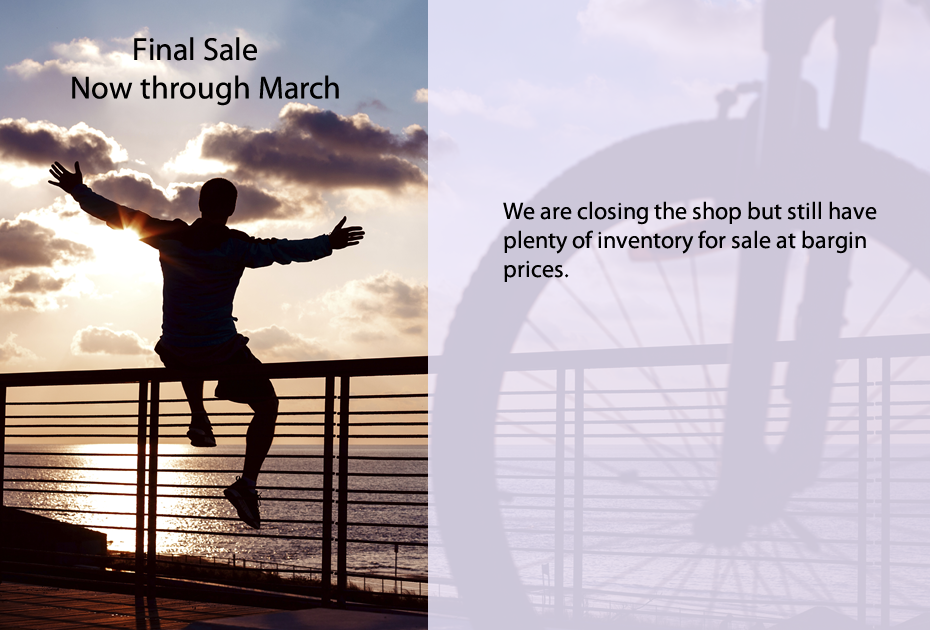 Final Sale
Now through March
We are closing the shop but still have
plenty of inventory for sale at bargin
prices.